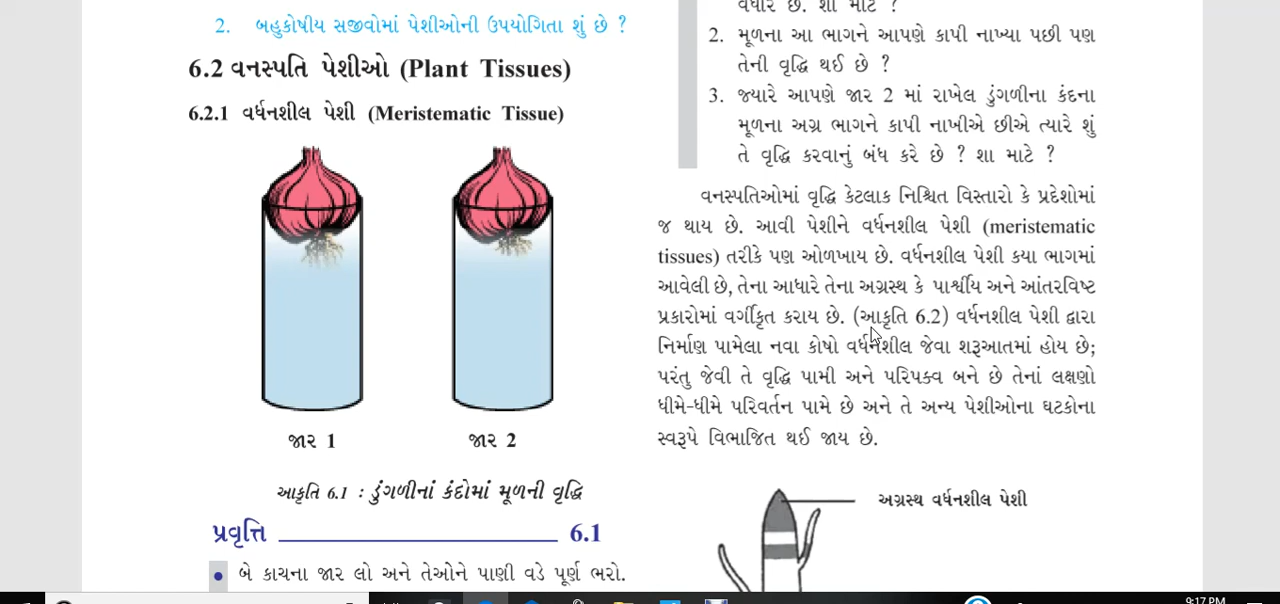 2. બહુકોષીય સજીવોમાં પેશીઓની ઉપયોગિતા શું છે ?
6.2 વનસ્પતિ પેશીઓ (Plant Tissues)
6.2.1 વર્ધનશીલ પેશી (Meristematic Tissue)
જાર 1
જાર 2
આકૃતિ 6.1 : ડુંગળીનાં કંદોમાં મૂળની વૃદ્ધિ
પ્રવૃત્તિ 6.1
• બે કાચના જાર લો અને તેઓને પાણી વડે પૂર્ણ ભરો.
વધારે છે. શા માટે ?
2. મૂળના આ ભાગને આપણે કાપી નાખ્યા પછી પણ
તેની વૃદ્ધિ થઈ છે ?
3. જ્યારે આપણે જાર 2 માં રાખેલ ડુંગળીના કંદના
મૂળના અગ્ર ભાગને કાપી નાખીએ છીએ ત્યારે શું
તે વૃદ્ધિ કરવાનું બંધ કરે છે ? શા માટે ?
વનસ્પતિઓમાં વૃદ્ધિ કેટલાક નિશ્ચિત વિસ્તારો કે પ્રદેશોમાં
જ થાય છે. આવી પેશીને વર્ધનશીલ પેશી (meristematic
tissues) તરીકે પણ ઓળખાય છે. વર્ધનશીલ પેશી કયા ભાગમાં
આવેલી છે, તેના આધારે તેના અગ્રસ્થ કે પાર્શ્વીય અને આંતરવિષ્ટ
પ્રકારોમાં વર્ગીકૃત કરાય છે. (આકૃતિ 6.2) વર્ધનશીલ પેશી દ્વારા
નિર્માણ પામેલા નવા કોષો વર્ધનશીલ જેવા શરૂઆતમાં હોય છે;
પરંતુ જેવી તે વૃદ્ધિ પામી અને પરિપક્વ બને છે તેનાં લક્ષણો
ધીમે-ધીમે પરિવર્તન પામે છે અને તે અન્ય પેશીઓના ઘટકોના
સ્વરૂપે વિભાજિત થઈ જાય છે.
અગ્રસ્થ વર્ધનશીલ પેશી
9:17 PM